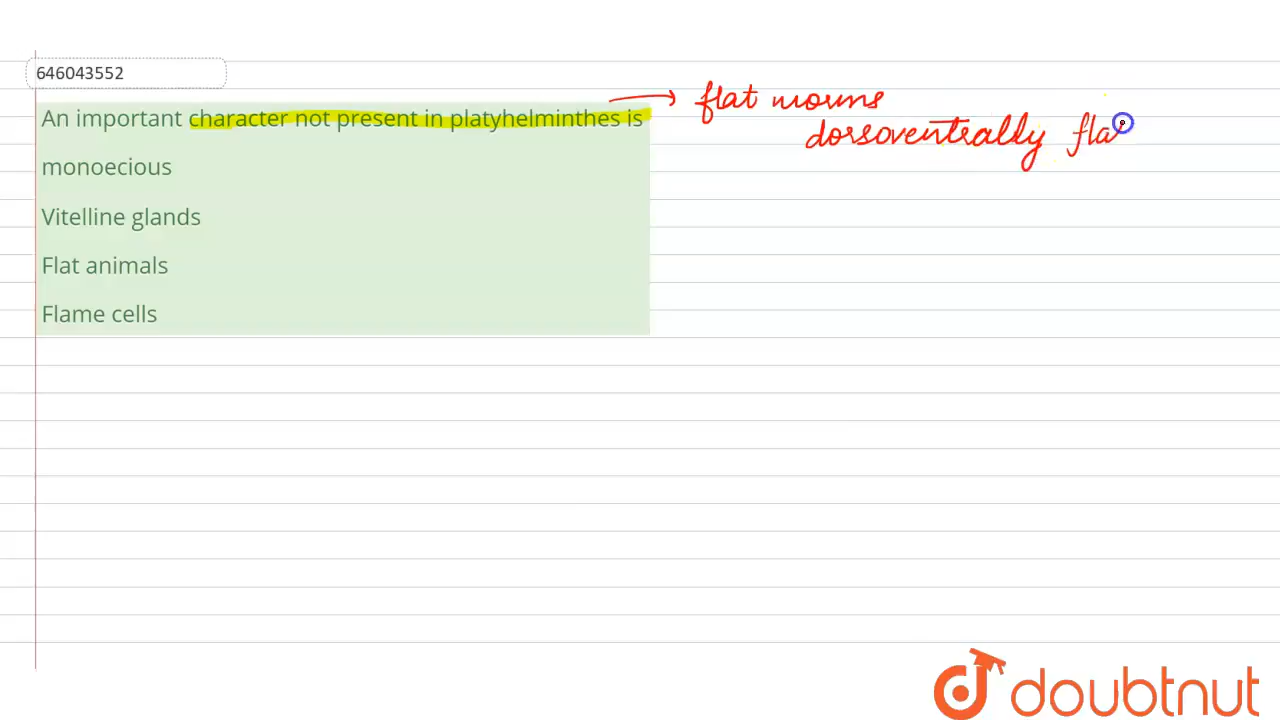 646043552
An important character not present in platyhelminthes is
flat worms
dorsoventrally fla
monoecious
Vitelline glands
Flat animals
Flame cells
doubtnut